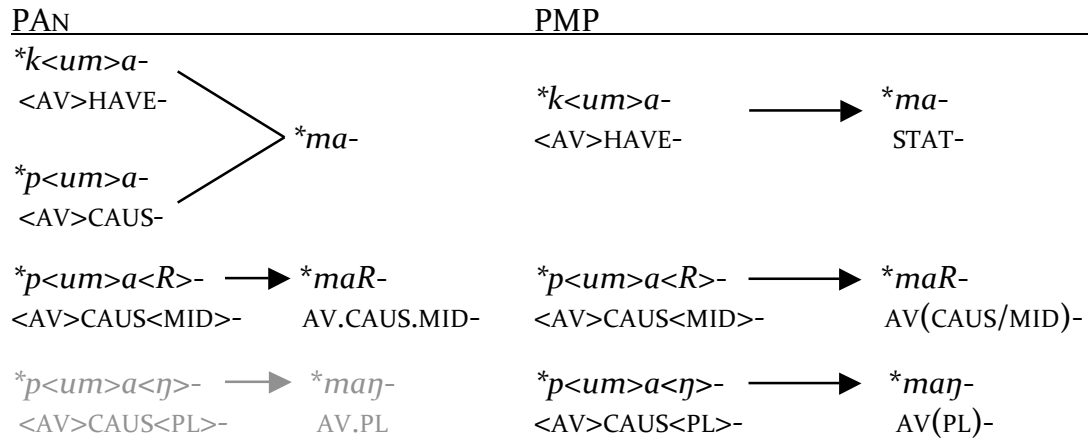 PAN PMP
*k<um>a-
<AV>HAVE-
*k<um>a- *ma-
<AV>HAVE- STAT-
*ma-
*p<um>a-
<AV>CAUS-
*p<um>a<R>- *maR- *p<um>a<R>- *maR-
<AV>CAUS<MID>- AV.CAUS.MID- <AV>CAUS<MID>- AV(CAUS/MID)-
*p<um>a<ŋ>- *maŋ- *p<um>a<ŋ>- *maŋ-
<AV>CAUS<PL>- AV.PL <AV>CAUS<PL>- AV(PL)-